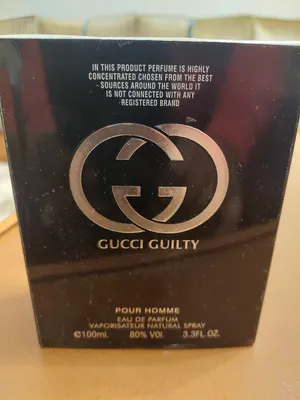 IN THIS PRODUCT PERFUME IS HIGHLY
CONCENTRATED CHOSEN FROM THE BEST
SOURCES AROUND THE WORLD IT
IS NOT CONNECTED WITH ANY
REGISTERED BRAND
GUCCI GUILTY
POUR HOMME
EAU DE PARFUM
VAPORISATEUR NATURAL SPRAY
℮100ml. 80% VOl. 3.3FL.OZ.